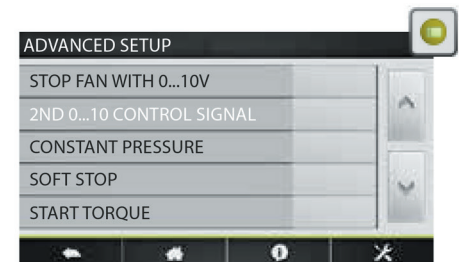 ADVANCED SETUP
STOP FAN WITH 0...10V
2ND 0...10 CONTROL SIGNAL
CONSTANT PRESSURE
SOFT STOP
START TORQUE